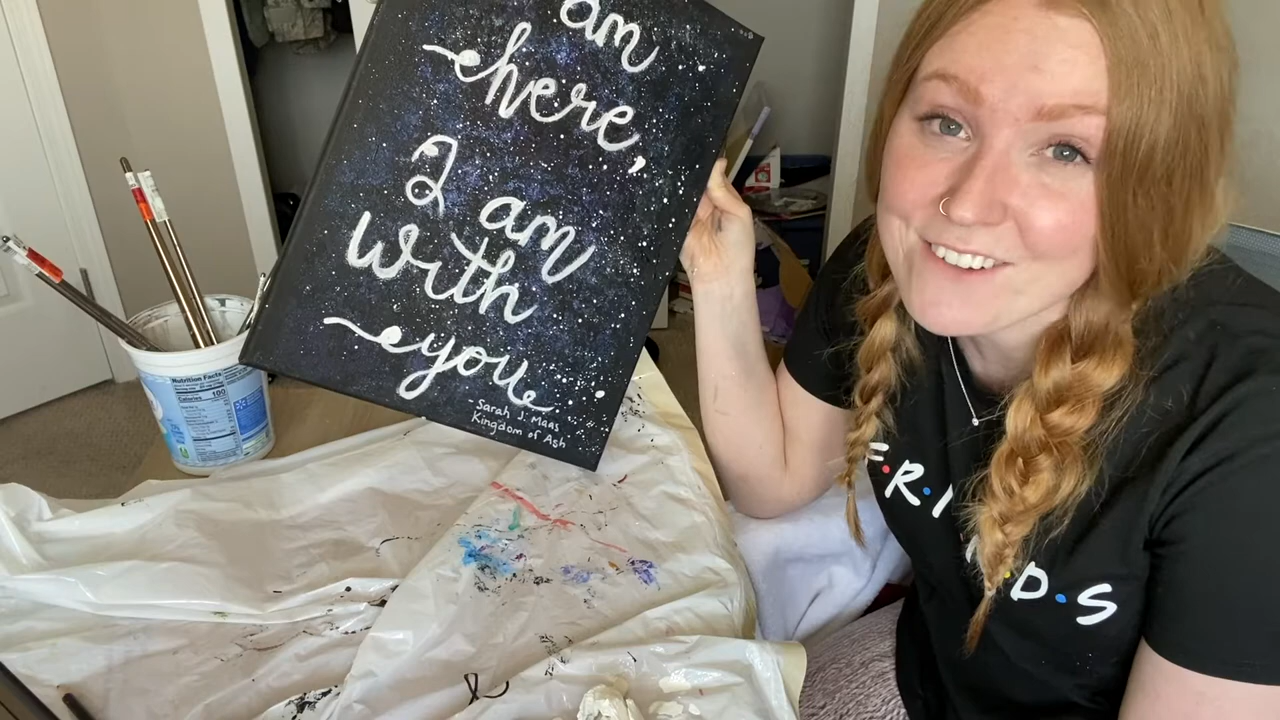 am
here,
I am
with
you
- Sarah J. Maas
Kingdom of Ash
Nutrition Facts
Calories 100
F·R·I
N·D·S